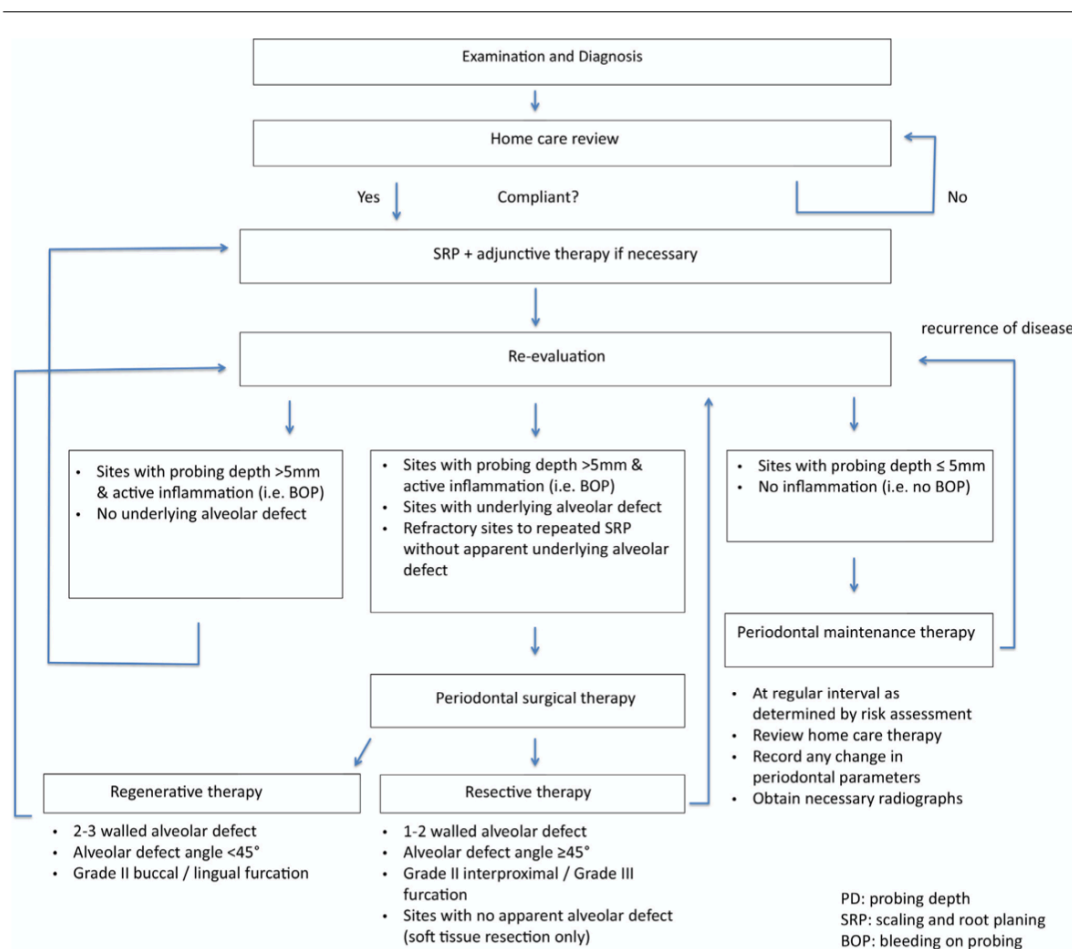 Examination and Diagnosis
Home care review
Yes
Compliant?
No
SRP + adjunctive therapy if necessary
recurrence of disease
Re-evaluation
• Sites with probing depth >5mm
& active inflammation (i.e. BOP)
• No underlying alveolar defect
• Sites with probing depth >5mm &
active inflammation (i.e. BOP)
• Sites with underlying alveolar defect
• Refractory sites to repeated SRP
without apparent underlying alveolar
defect
• Sites with probing depth ≤ 5mm
• No inflammation (i.e. no BOP)
Periodontal maintenance therapy
• At regular interval as
determined by risk assessment
• Review home care therapy
• Record any change in
periodontal parameters
• Obtain necessary radiographs
Periodontal surgical therapy
Regenerative therapy
• 2-3 walled alveolar defect
• Alveolar defect angle <45°
• Grade II buccal / lingual furcation
Resective therapy
• 1-2 walled alveolar defect
• Alveolar defect angle ≥45°
• Grade II interproximal / Grade III
furcation
• Sites with no apparent alveolar defect
(soft tissue resection only)
PD: probing depth
SRP: scaling and root planing
BOP: bleeding on probing